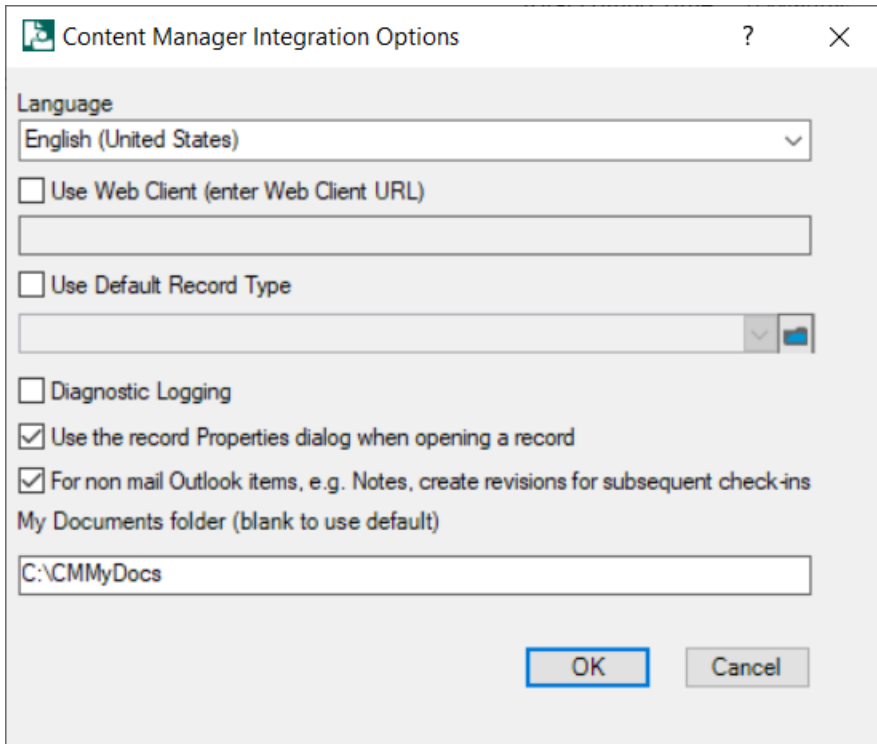 Content Manager Integration Options
Language
English (United States)
Use Web Client (enter Web Client URL)
Use Default Record Type
Diagnostic Logging
Use the record Properties dialog when opening a record
For non mail Outlook items, e.g. Notes, create revisions for subsequent check-ins
My Documents folder (blank to use default)
C:\CMMyDocs
OK Cancel